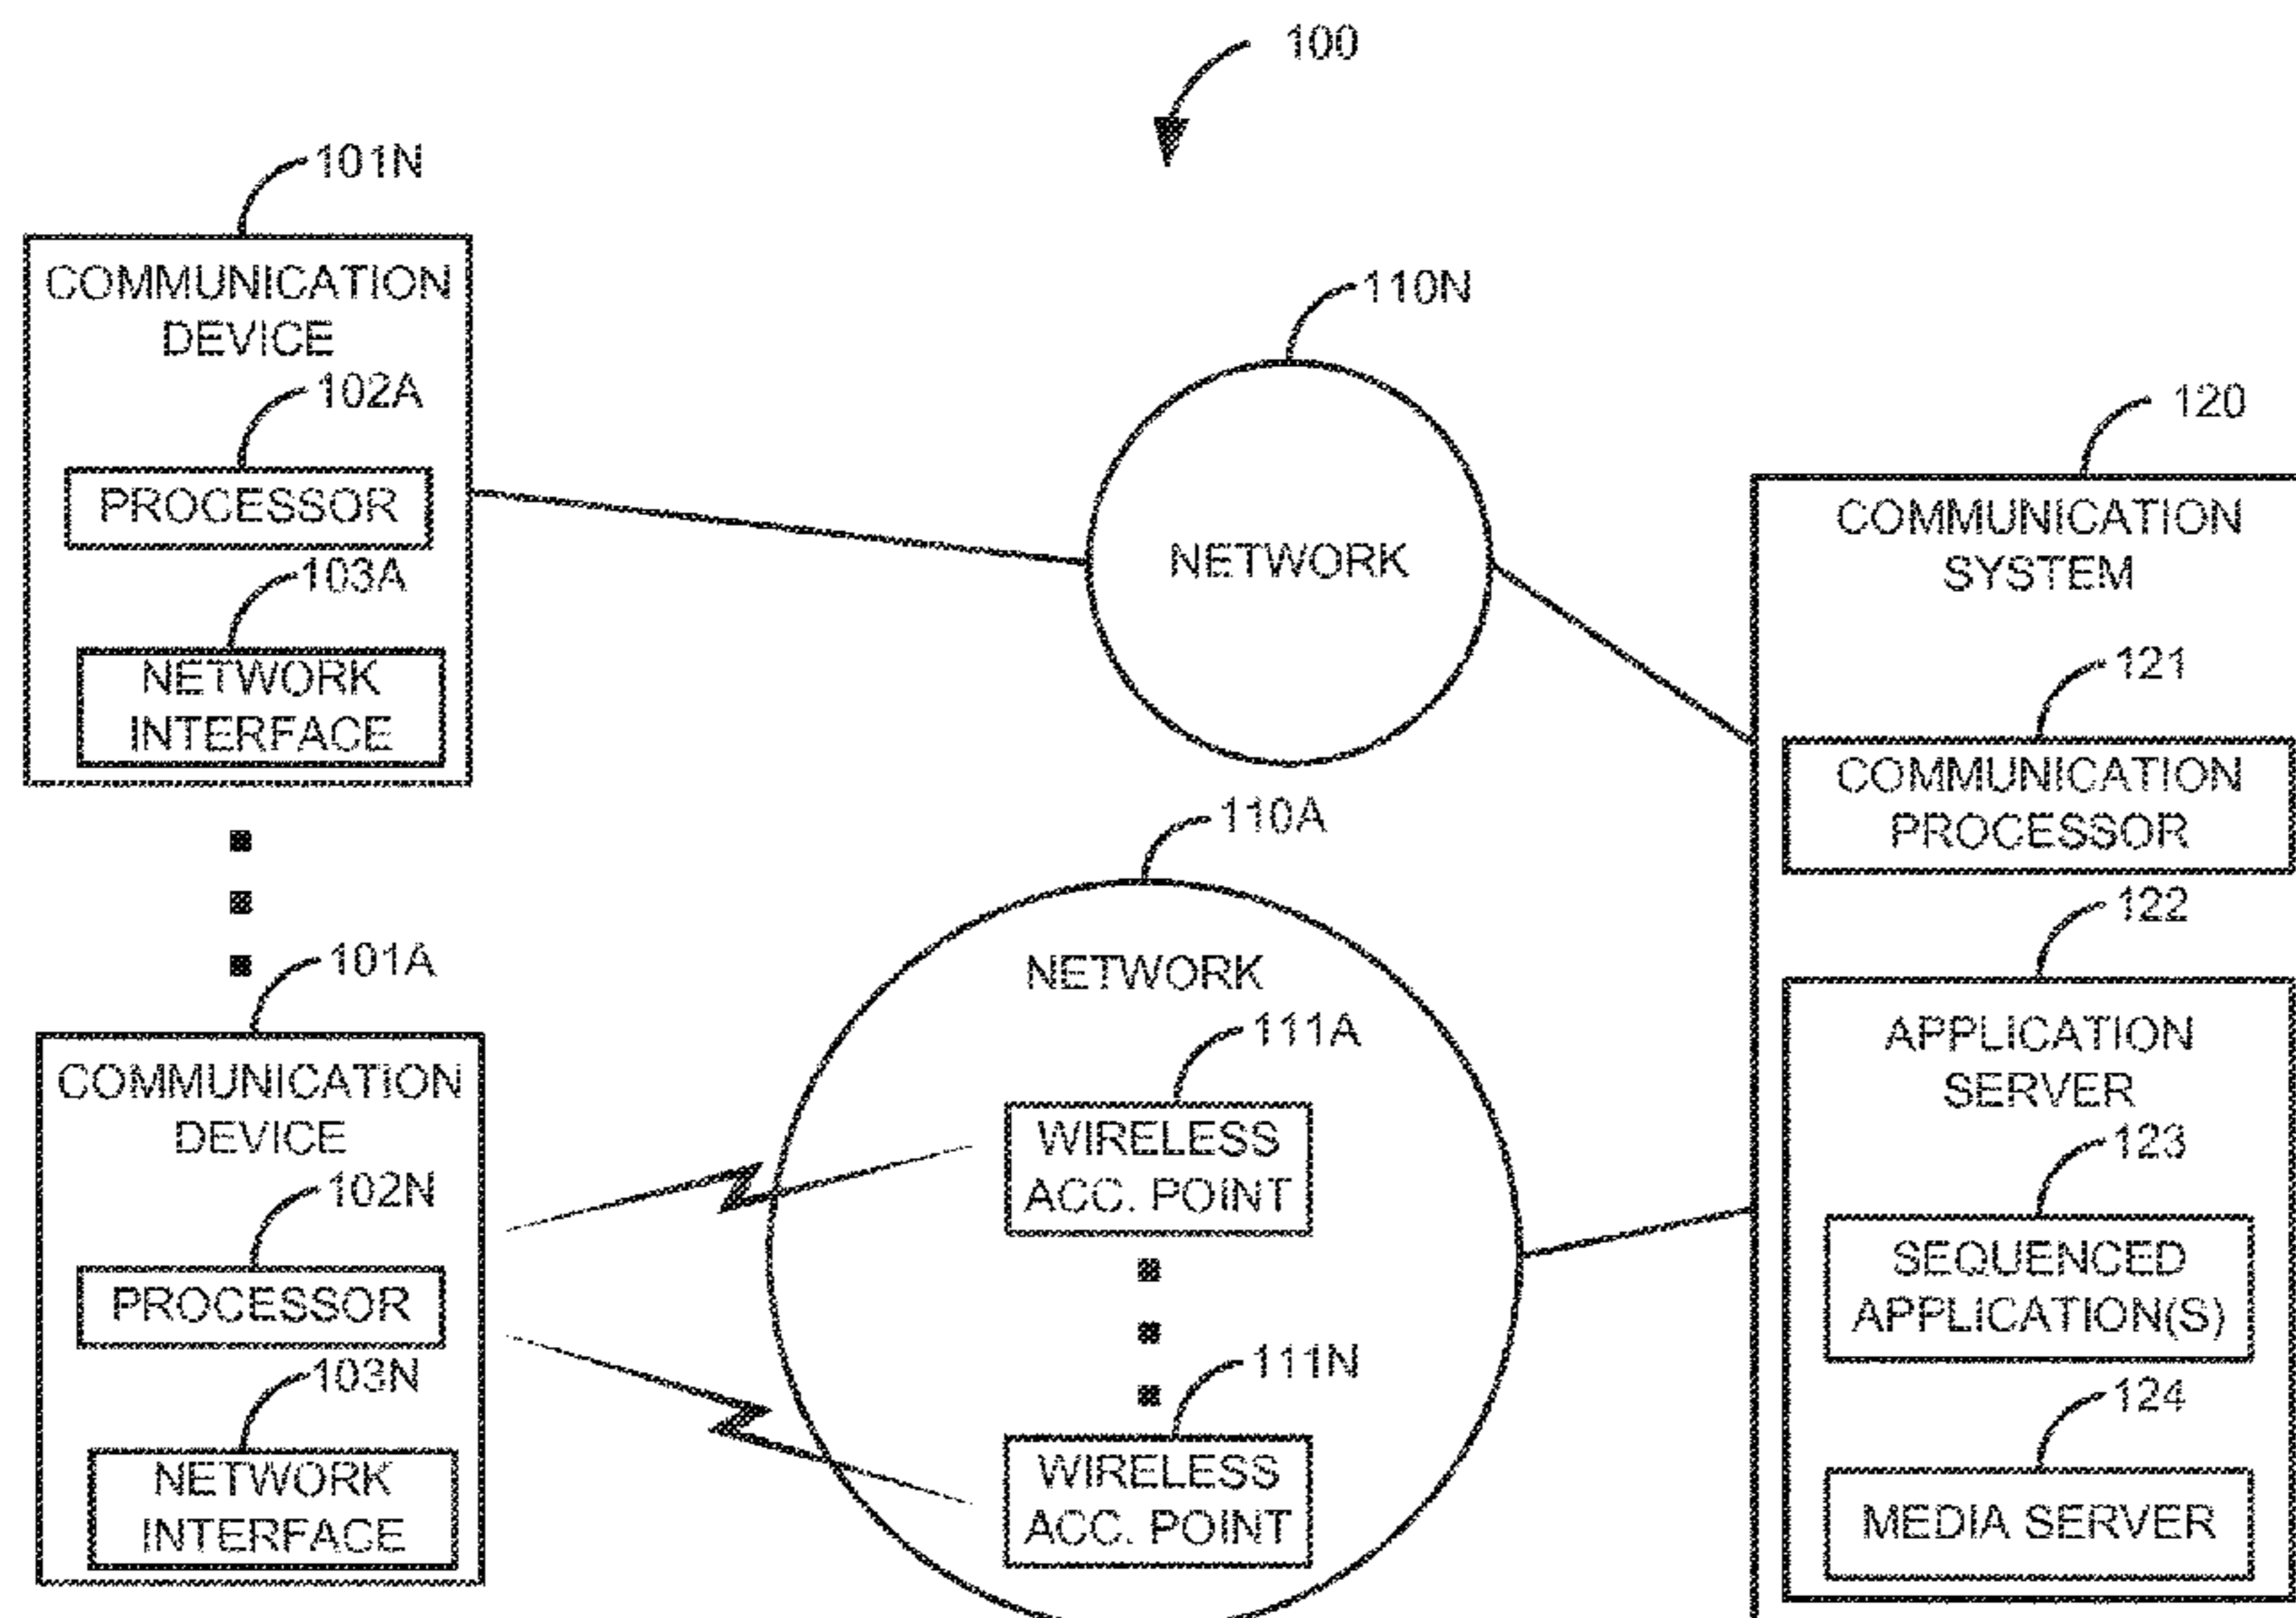 100
101N
COMMUNICATION
DEVICE
102A
PROCESSOR
103A
NETWORK
INTERFACE
101A
COMMUNICATION
DEVICE
102N
PROCESSOR
103N
NETWORK
INTERFACE
110N
NETWORK
110A
NETWORK
111A
WIRELESS
ACC. POINT
111N
WIRELESS
ACC. POINT
120
COMMUNICATION
SYSTEM
121
COMMUNICATION
PROCESSOR
122
APPLICATION
SERVER
123
SEQUENCED
APPLICATION(S)
124
MEDIA SERVER